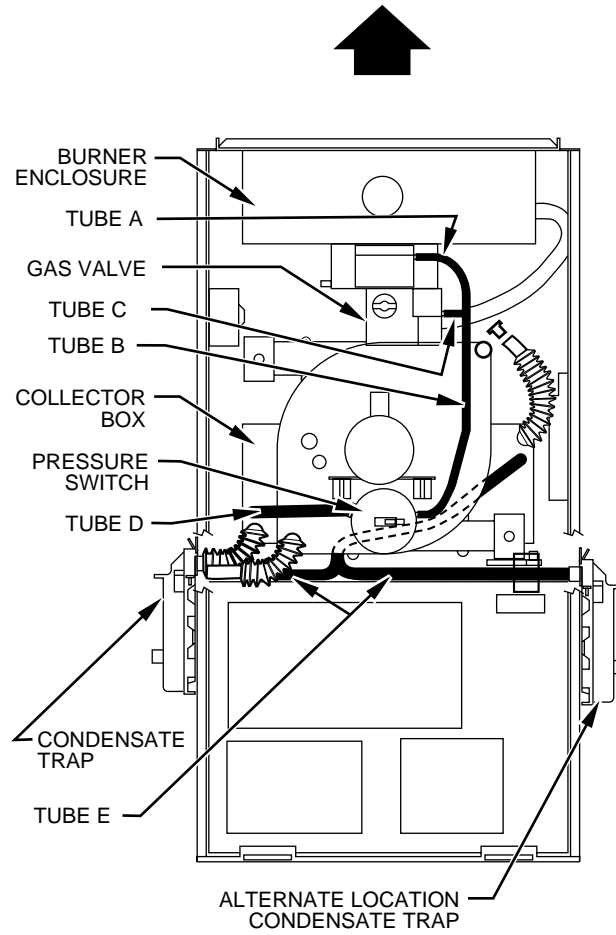 BURNER
ENCLOSURE
TUBE A
GAS VALVE
TUBE C
TUBE B
COLLECTOR
BOX
PRESSURE
SWITCH
TUBE D
CONDENSATE
TRAP
TUBE E
ALTERNATE LOCATION
CONDENSATE TRAP